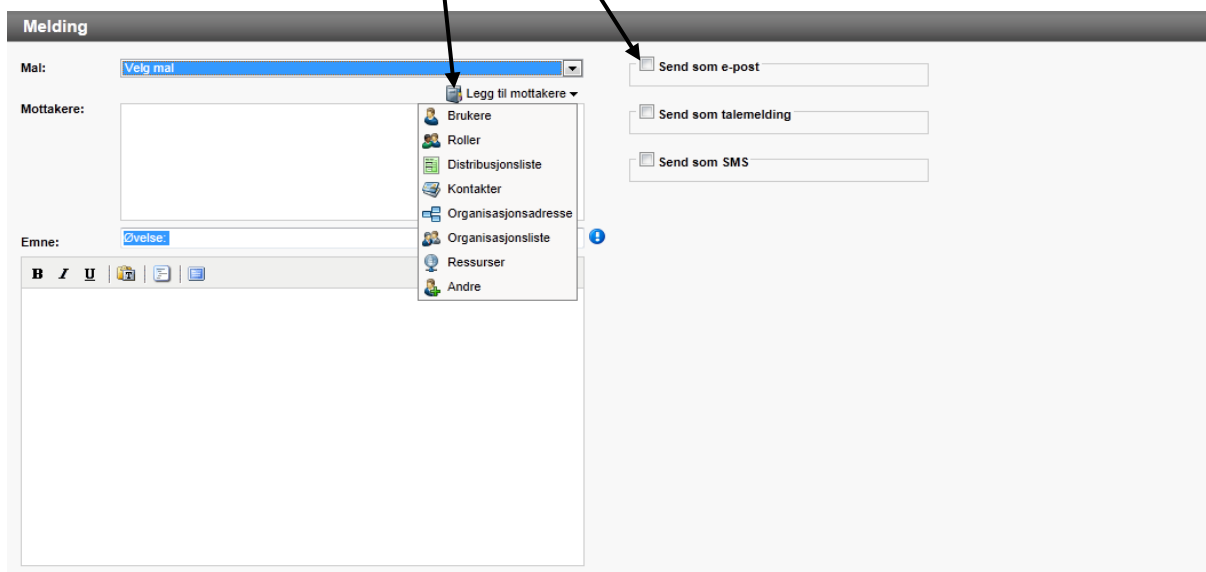 Melding
Mal:
Velg mal
Legg til mottakere
Mottakere:
Brukere
Roller
Distribusjonsliste
Kontakter
Organisasjonsadresse
Organisasjonsliste
Ressurser
Andre
Emne:
Øvelse:
B I U
Send som e-post
Send som talemelding
Send som SMS